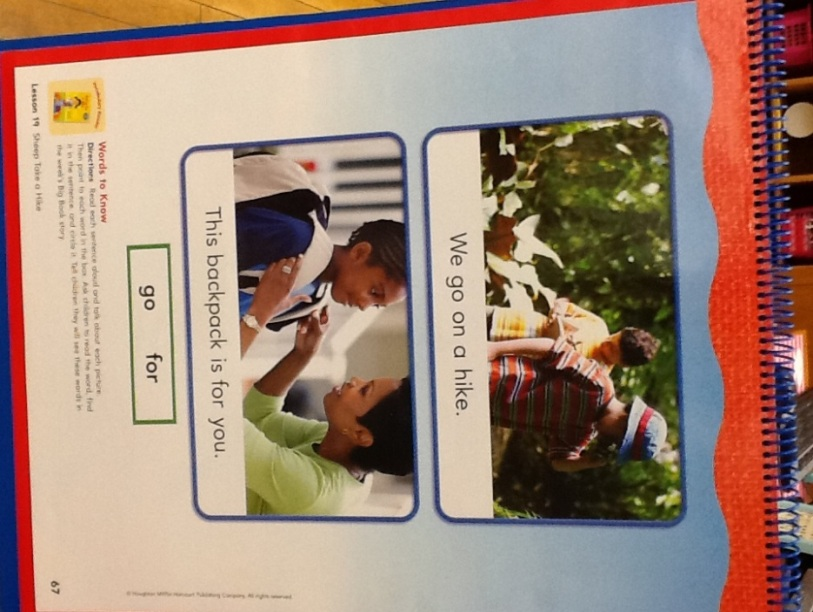 We go on a hike.
This backpack is for you.
go for
Words to Know
Directions Read each sentence aloud and talk about each picture.
Then point to each word in the box. Ask children to read the word, find
it in the sentence, and circle it. Tell children they will see these words in
the week's Big Book story.
Lesson 19 Sheep Take a Hike
© Houghton Mifflin Harcourt Publishing Company. All rights reserved.
67